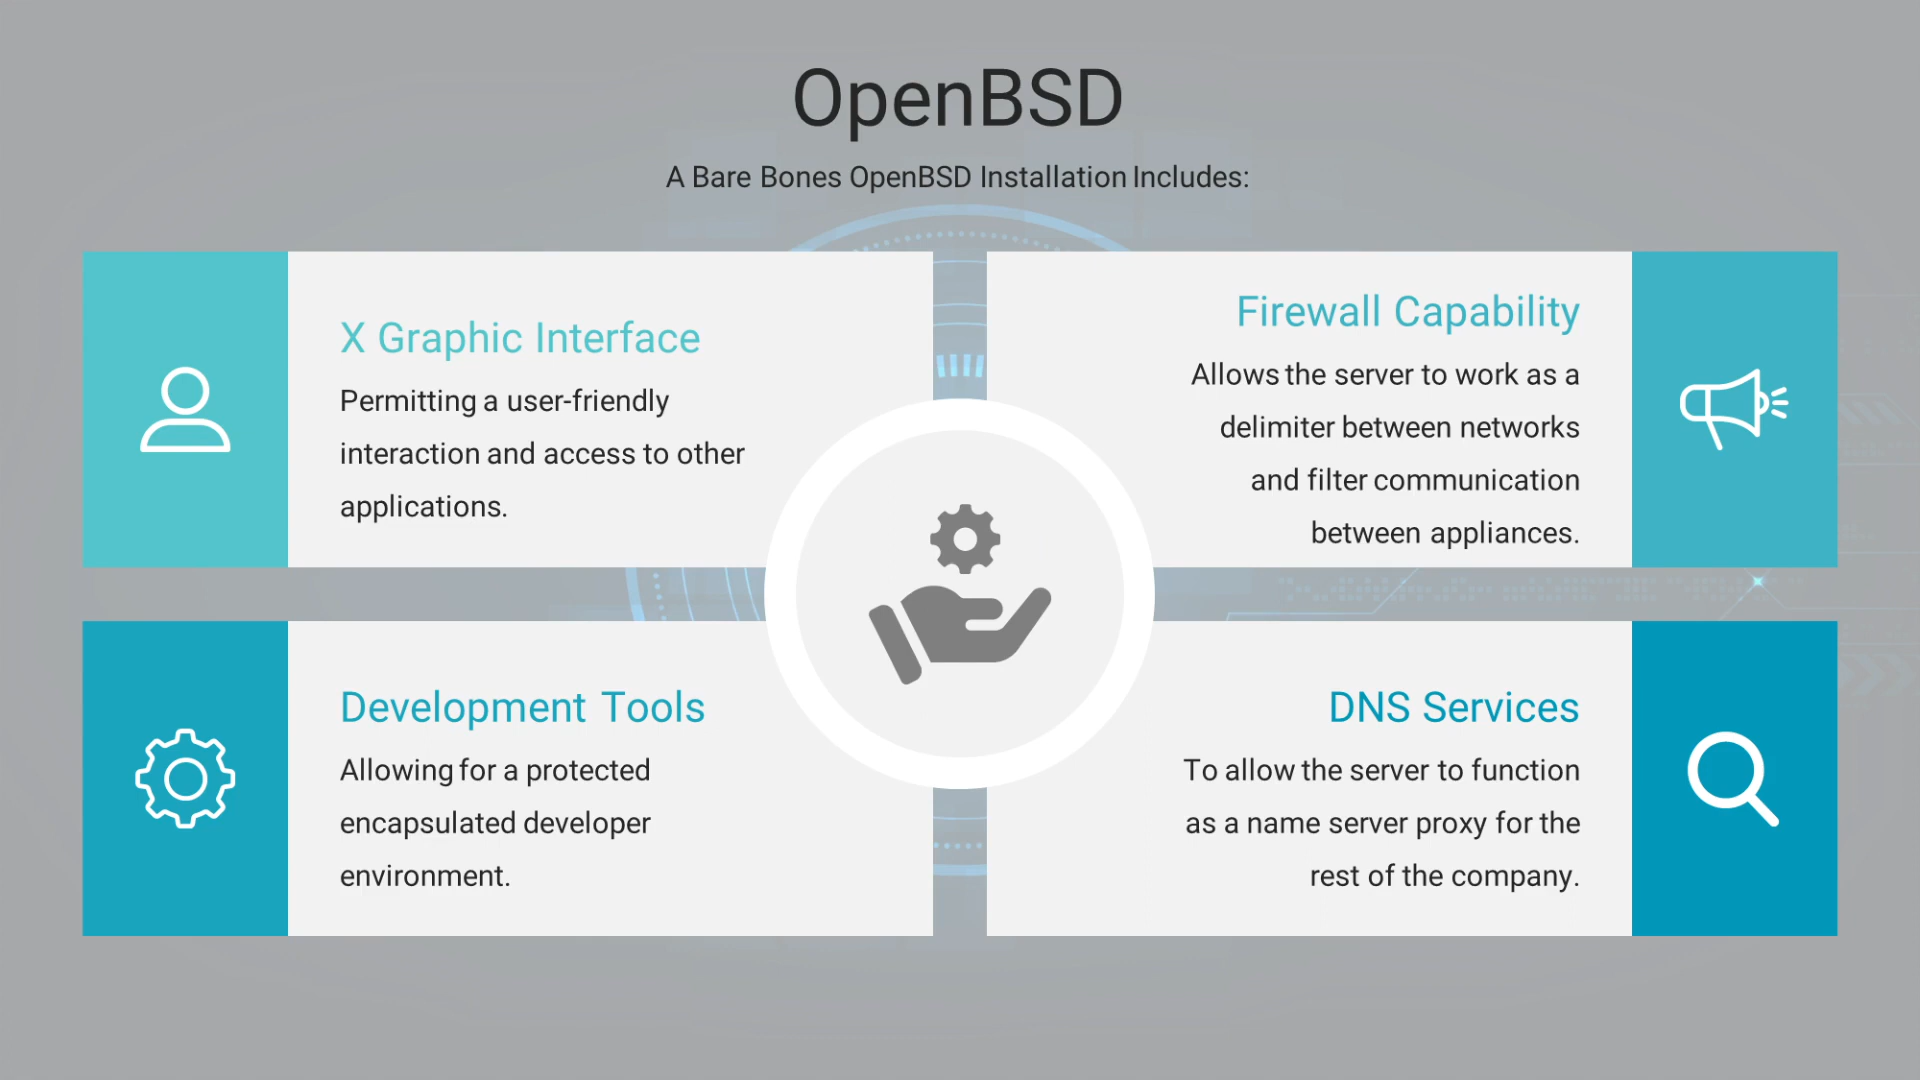 OpenBSD
A Bare Bones OpenBSD Installation Includes:
X Graphic Interface
Permitting a user-friendly
interaction and access to other
applications.
Firewall Capability
Allows the server to work as a
delimiter between networks
and filter communication
between appliances.
Development Tools
Allowing for a protected
encapsulated developer
environment.
DNS Services
To allow the server to function
as a name server proxy for the
rest of the company.